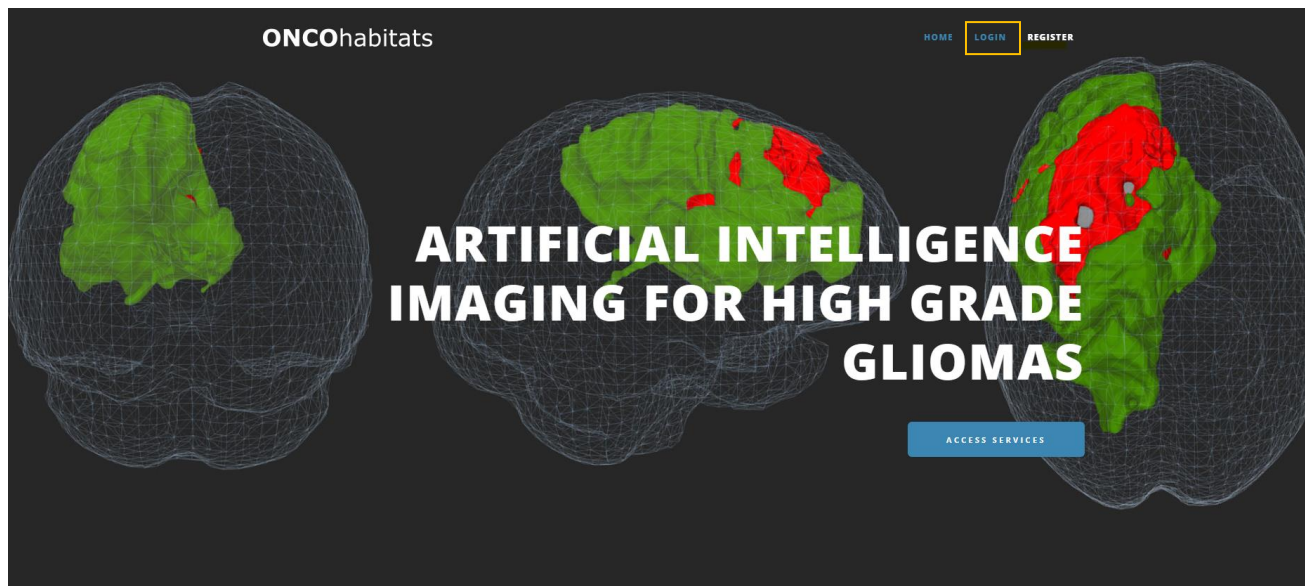 ONCOhabitats
HOME LOGIN REGISTER
ARTIFICIAL INTELLIGENCE
IMAGING FOR HIGH GRADE
GLIOMAS
ACCESS SERVICES